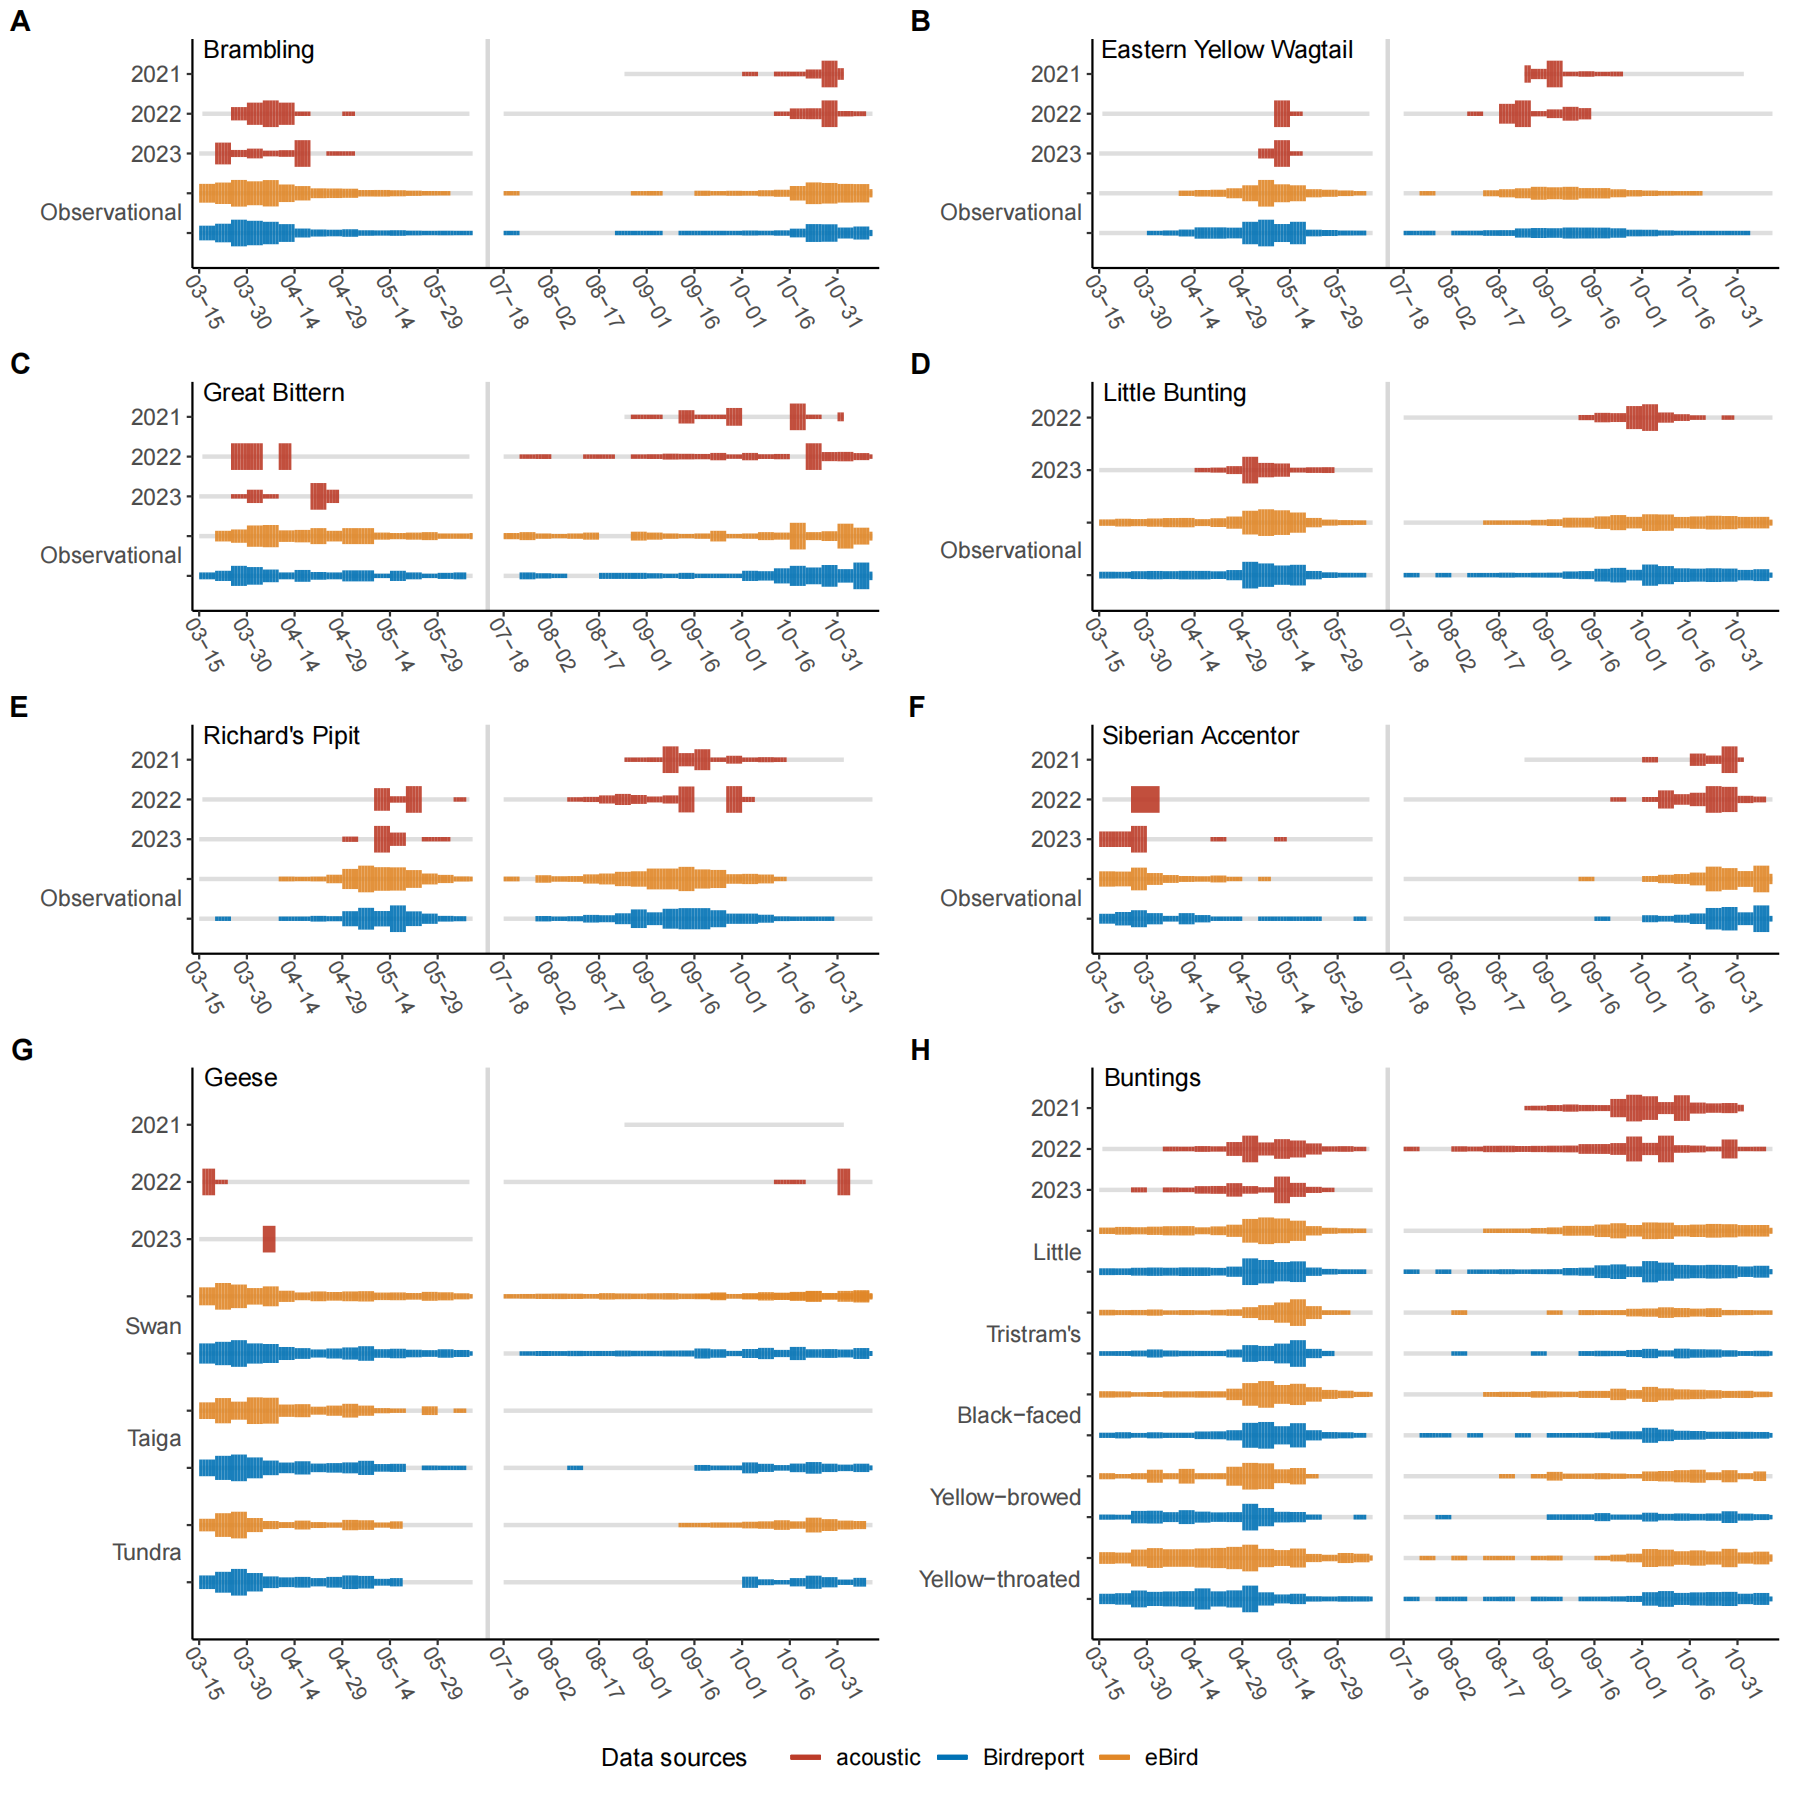 A
Brambling
2021
2022
2023
Observational
03−15 03−30 04−14 04−29 05−14 05−29 07−18 08−02 08−17 09−01 09−16 10−01 10−16 10−31
B
Eastern Yellow Wagtail
2021
2022
2023
Observational
03−15 03−30 04−14 04−29 05−14 05−29 07−18 08−02 08−17 09−01 09−16 10−01 10−16 10−31
C
Great Bittern
2021
2022
2023
Observational
03−15 03−30 04−14 04−29 05−14 05−29 07−18 08−02 08−17 09−01 09−16 10−01 10−16 10−31
D
Little Bunting
2022
2023
Observational
03−15 03−30 04−14 04−29 05−14 05−29 07−18 08−02 08−17 09−01 09−16 10−01 10−16 10−31
E
Richard's Pipit
2021
2022
2023
Observational
03−15 03−30 04−14 04−29 05−14 05−29 07−18 08−02 08−17 09−01 09−16 10−01 10−16 10−31
F
Siberian Accentor
2021
2022
2023
Observational
03−15 03−30 04−14 04−29 05−14 05−29 07−18 08−02 08−17 09−01 09−16 10−01 10−16 10−31
G
Geese
2021
2022
2023
Swan
Taiga
Tundra
03−15 03−30 04−14 04−29 05−14 05−29 07−18 08−02 08−17 09−01 09−16 10−01 10−16 10−31
H
Buntings
2021
2022
2023
Little
Tristram's
Black−faced
Yellow−browed
Yellow−throated
03−15 03−30 04−14 04−29 05−14 05−29 07−18 08−02 08−17 09−01 09−16 10−01 10−16 10−31
Data sources acoustic Birdreport eBird